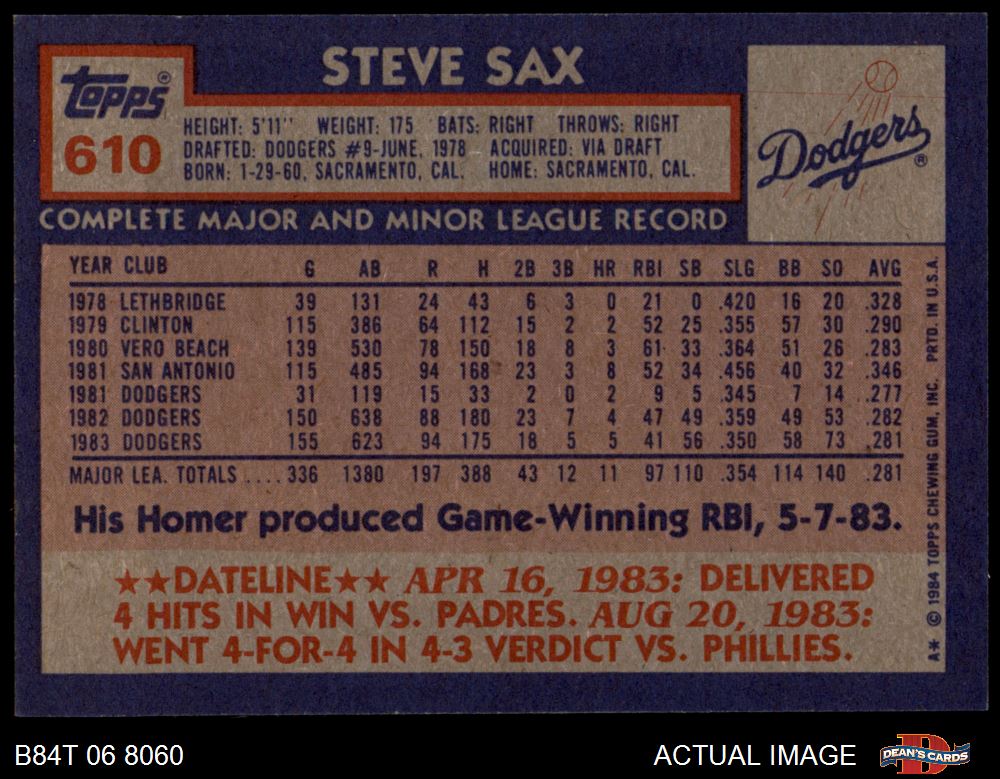 STEVE SAX
Topps®
610
HEIGHT: 5'11" WEIGHT: 175 BATS: RIGHT THROWS: RIGHT
DRAFTED: DODGERS #9-JUNE, 1978 ACQUIRED: VIA DRAFT
BORN: 1-29-60, SACRAMENTO, CAL. HOME: SACRAMENTO, CAL.
Dodgers®
COMPLETE MAJOR AND MINOR LEAGUE RECORD
YEAR CLUB G AB R H 2B 3B HR RBI SB SLG BB SO AVG
1978 LETHBRIDGE 39 131 24 43 6 3 0 21 0 .420 16 20 .328
1979 CLINTON 115 386 64 112 15 2 2 52 25 .355 57 30 .290
1980 VERO BEACH 139 530 78 150 18 8 3 61 33 .364 51 26 .283
1981 SAN ANTONIO 115 485 94 168 23 3 8 52 34 .456 40 32 .346
1981 DODGERS 31 119 15 33 2 0 2 9 5 .345 7 14 .277
1982 DODGERS 150 638 88 180 23 7 4 47 49 .359 49 53 .282
1983 DODGERS 155 623 94 175 18 5 5 41 56 .350 58 73 .281
MAJOR LEA. TOTALS .... 336 1380 197 388 43 12 11 97 110 .354 114 140 .281
His Homer produced Game-Winning RBI, 5-7-83.
★★DATELINE★★ APR 16, 1983: DELIVERED
4 HITS IN WIN VS. PADRES. AUG 20, 1983:
WENT 4-FOR-4 IN 4-3 VERDICT VS. PHILLIES.
A* © 1984 TOPPS CHEWING GUM, INC. PRTD. IN U.S.A.
B84T 06 8060
ACTUAL IMAGE
DEAN'S CARDS